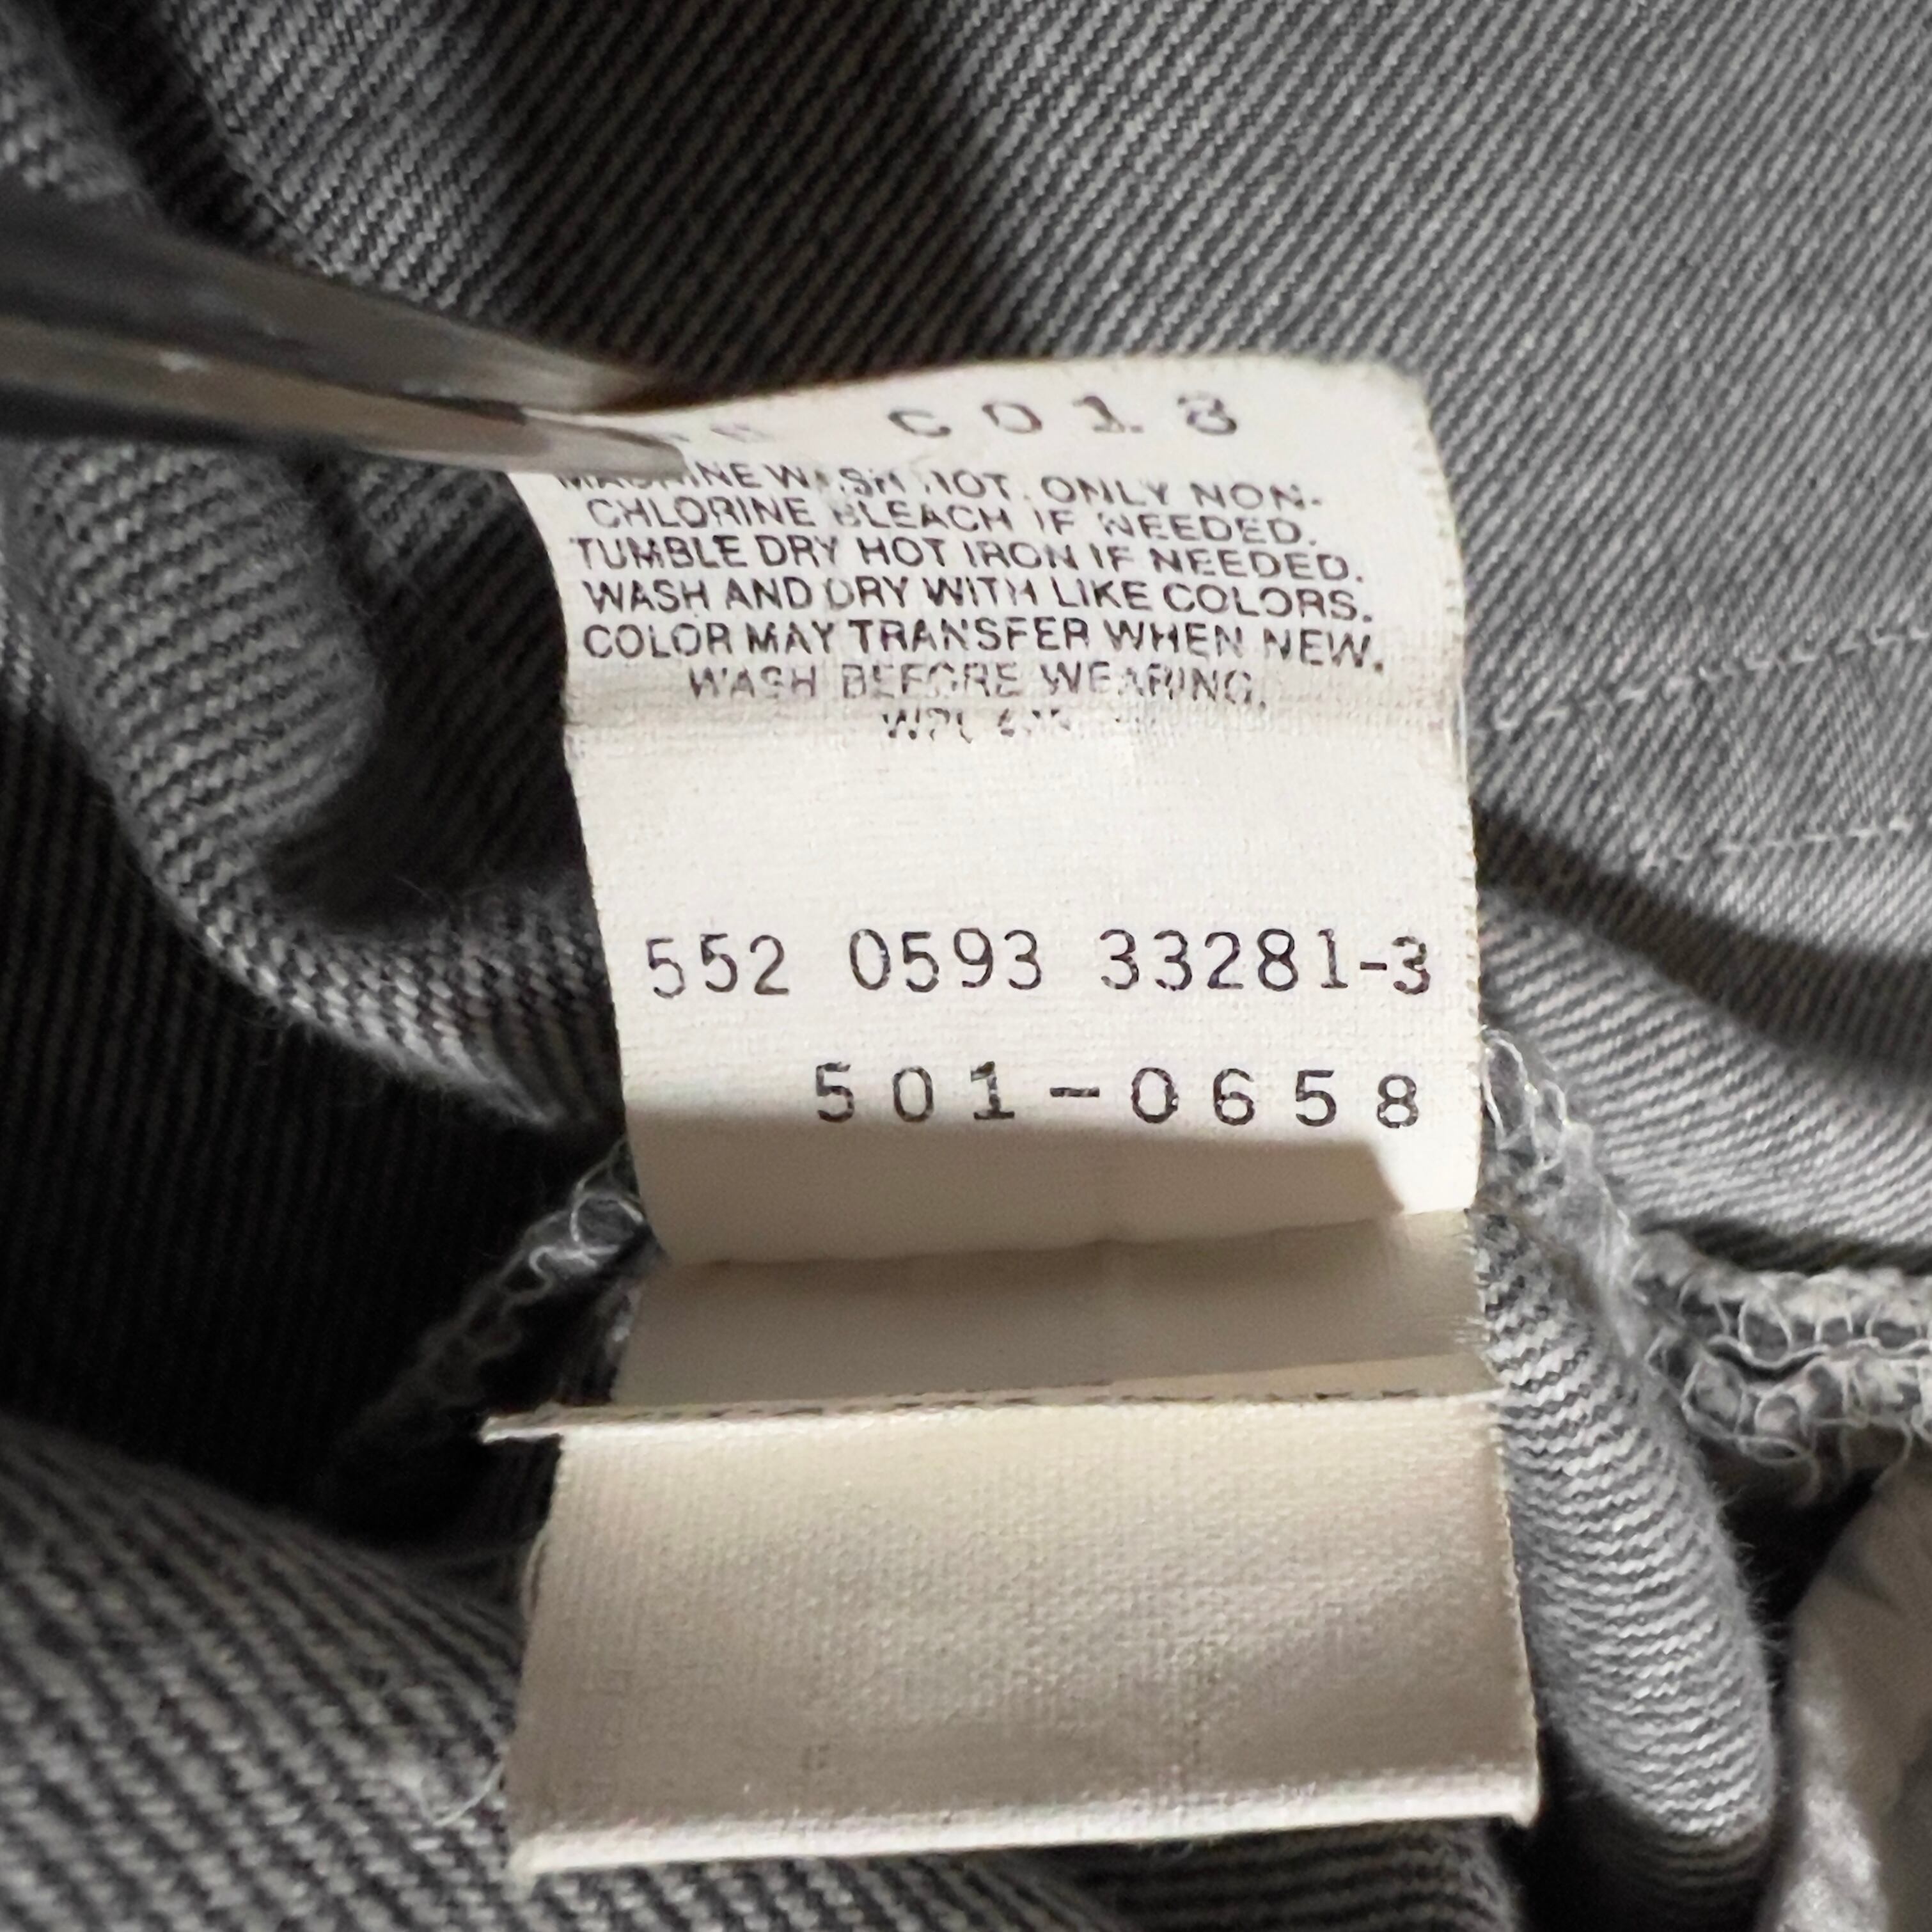 C018
MACHINE WASH HOT. ONLY NON-
CHLORINE BLEACH IF NEEDED.
TUMBLE DRY HOT IRON IF NEEDED.
WASH AND DRY WITH LIKE COLORS.
COLOR MAY TRANSFER WHEN NEW.
WASH BEFORE WEARING.
552 0593 33281-3
501-0658